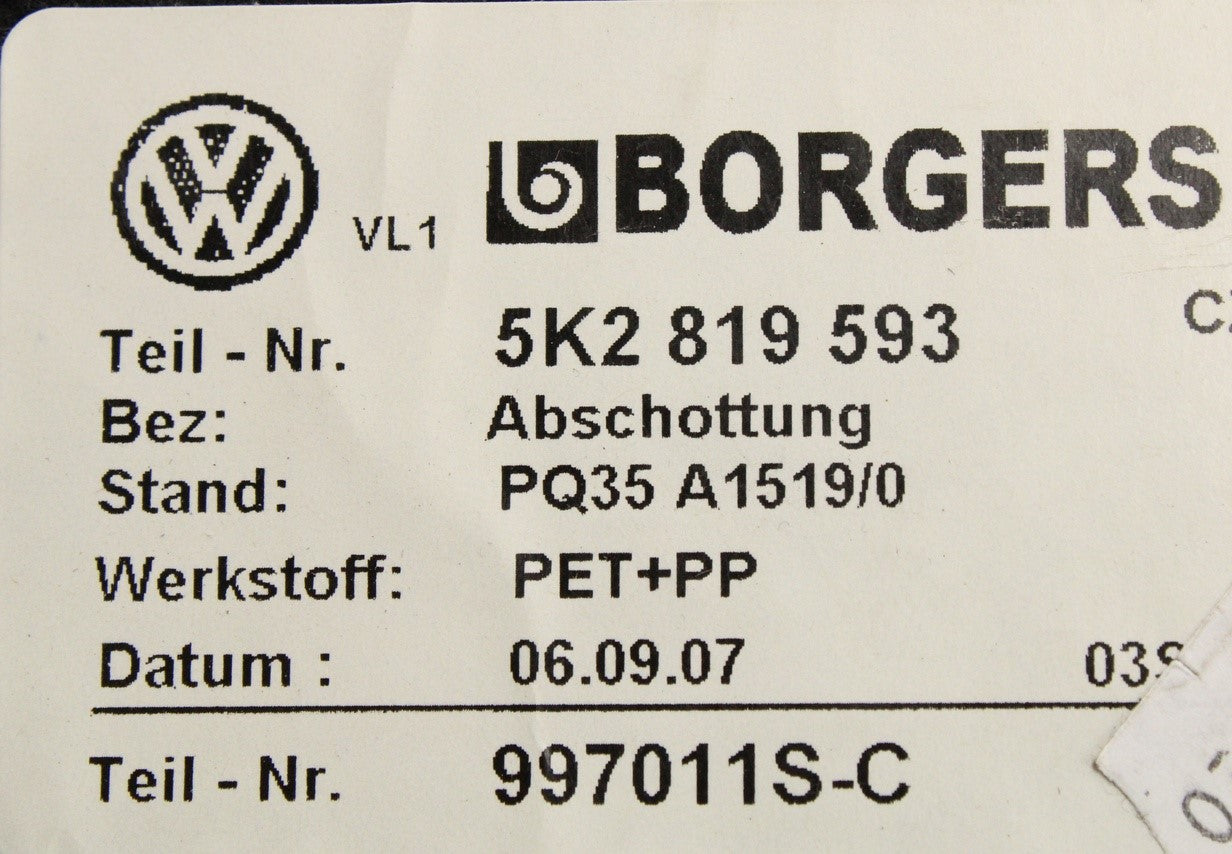 VL1 BORGERS
Teil - Nr. 5K2 819 593
Bez: Abschottung
Stand: PQ35 A1519/0
Werkstoff: PET+PP
Datum : 06.09.07
Teil - Nr. 997011S-C